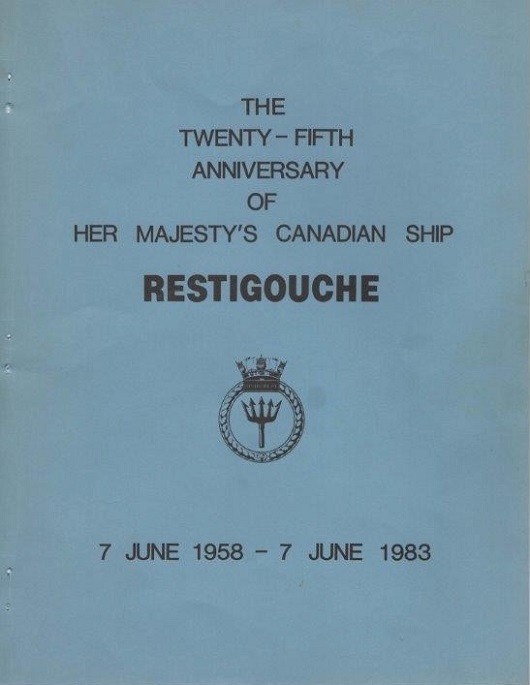 THE
TWENTY-FIFTH
ANNIVERSARY
OF
HER MAJESTY'S CANADIAN SHIP
RESTIGOUCHE
7 JUNE 1958 - 7 JUNE 1983